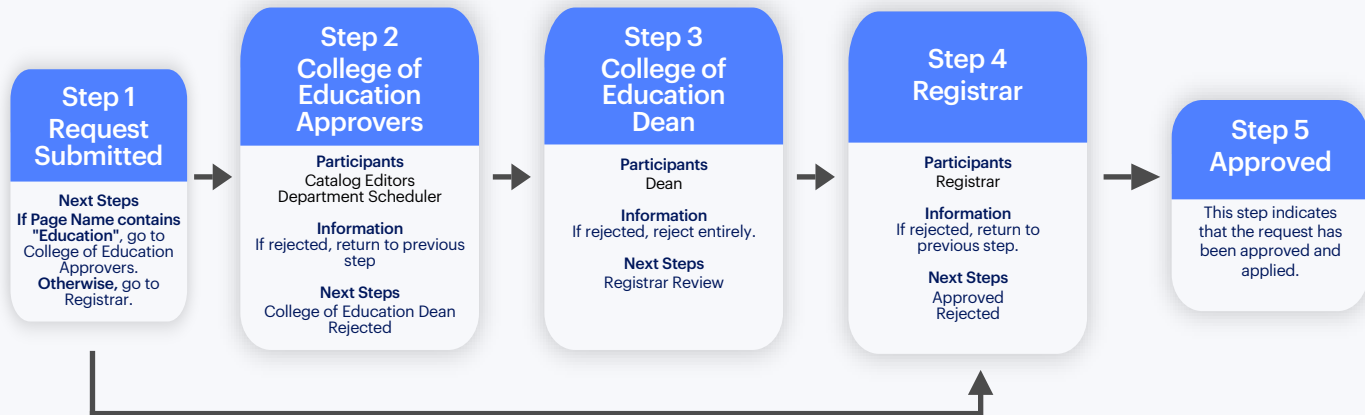 Step 1
Request
Submitted
Next Steps
If Page Name contains
"Education", go to
College of Education
Approvers.
Otherwise, go to
Registrar.
Step 2
College of
Education
Approvers
Participants
Catalog Editors
Department Scheduler
Information
If rejected, return to previous
step
Next Steps
College of Education Dean
Rejected
Step 3
College of
Education
Dean
Participants
Dean
Information
If rejected, reject entirely.
Next Steps
Registrar Review
Step 4
Registrar
Participants
Registrar
Information
If rejected, return to
previous step.
Next Steps
Approved
Rejected
Step 5
Approved
This step indicates
that the request has
been approved and
applied.